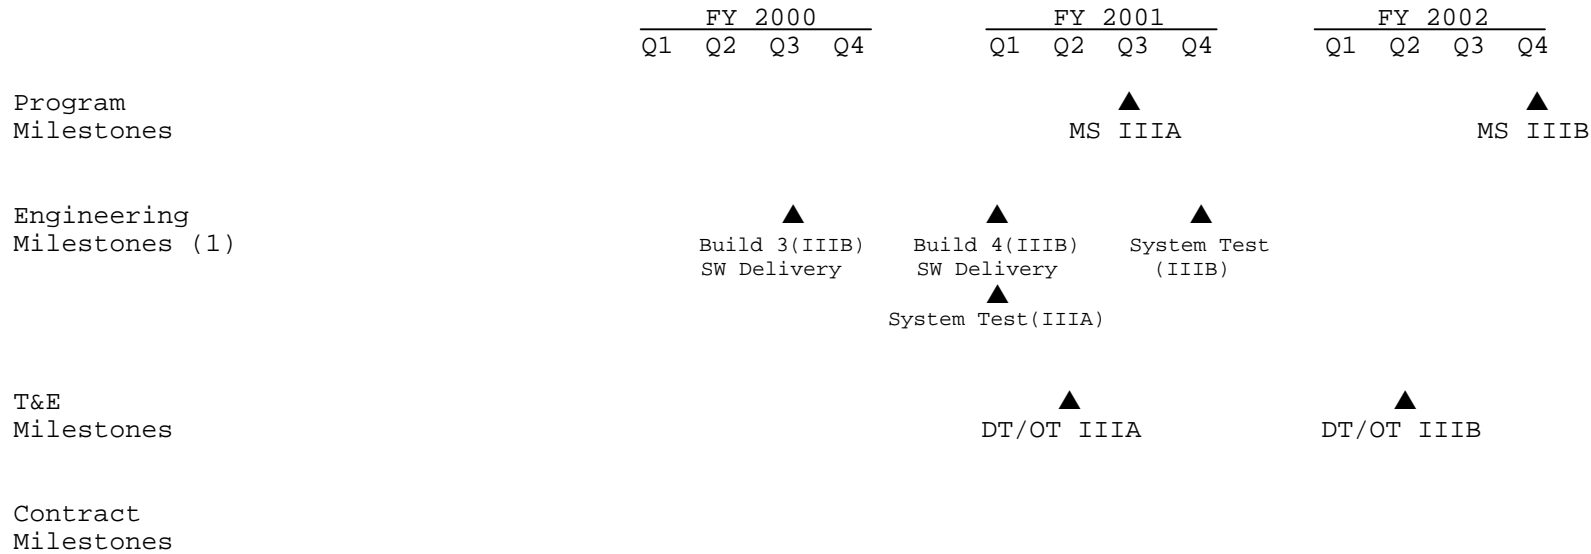 FY 2000 FY 2001 FY 2002
Q1 Q2 Q3 Q4 Q1 Q2 Q3 Q4 Q1 Q2 Q3 Q4
Program
Milestones MS IIIA MS IIIB
Engineering
Milestones (1) Build 3(IIIB) Build 4(IIIB) System Test
SW Delivery SW Delivery (IIIB)
System Test(IIIA)
T&E
Milestones DT/OT IIIA DT/OT IIIB
Contract
Milestones